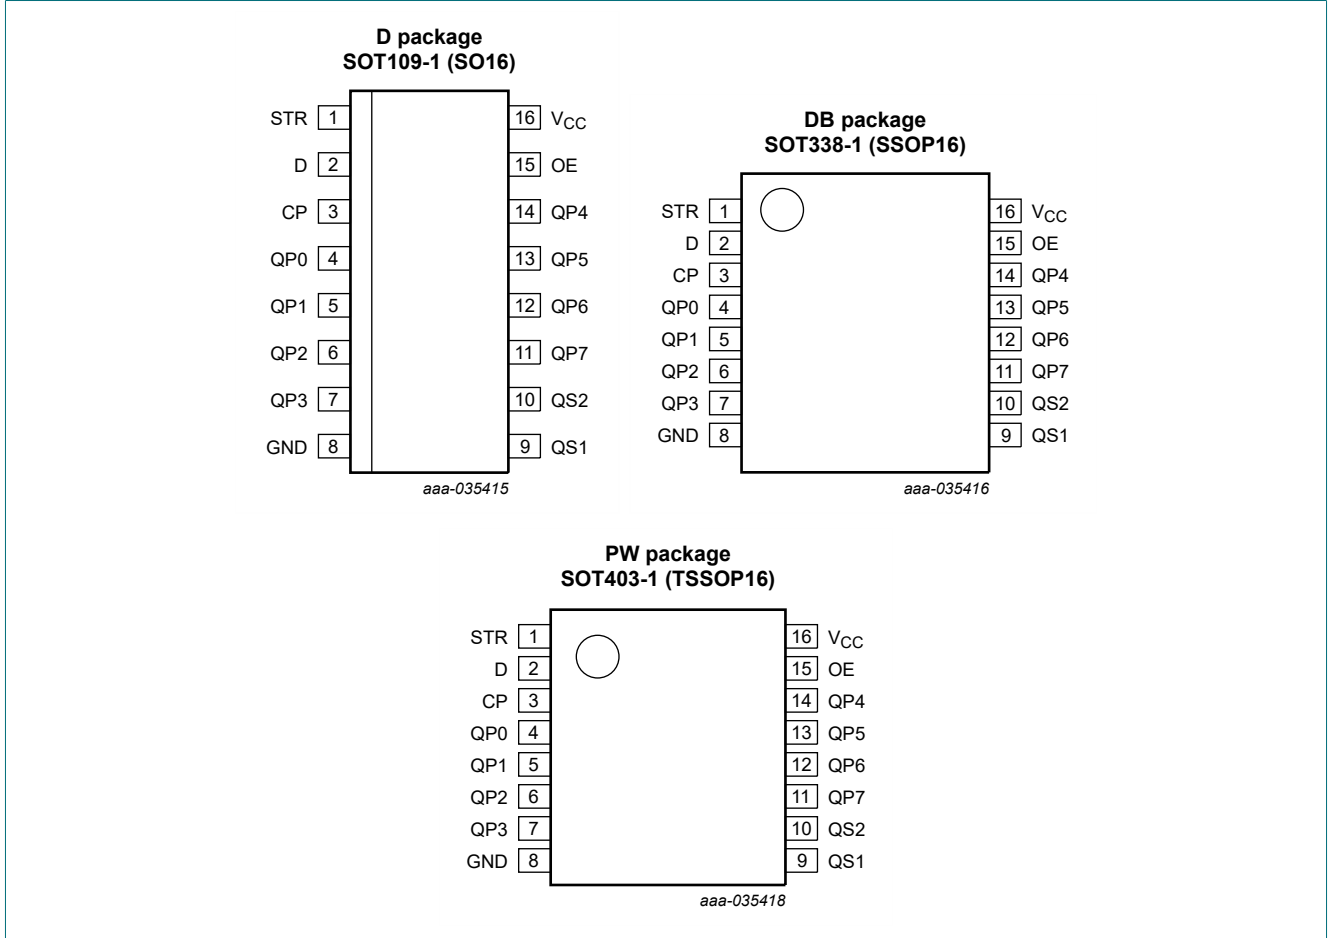 D package
SOT109-1 (SO16)
STR 1 16 VCC
D 2 15 OE
CP 3 14 QP4
QP0 4 13 QP5
QP1 5 12 QP6
QP2 6 11 QP7
QP3 7 10 QS2
GND 8 9 QS1
aaa-035415
DB package
SOT338-1 (SSOP16)
STR 1 16 VCC
D 2 15 OE
CP 3 14 QP4
QP0 4 13 QP5
QP1 5 12 QP6
QP2 6 11 QP7
QP3 7 10 QS2
GND 8 9 QS1
aaa-035416
PW package
SOT403-1 (TSSOP16)
STR 1 16 VCC
D 2 15 OE
CP 3 14 QP4
QP0 4 13 QP5
QP1 5 12 QP6
QP2 6 11 QP7
QP3 7 10 QS2
GND 8 9 QS1
aaa-035418